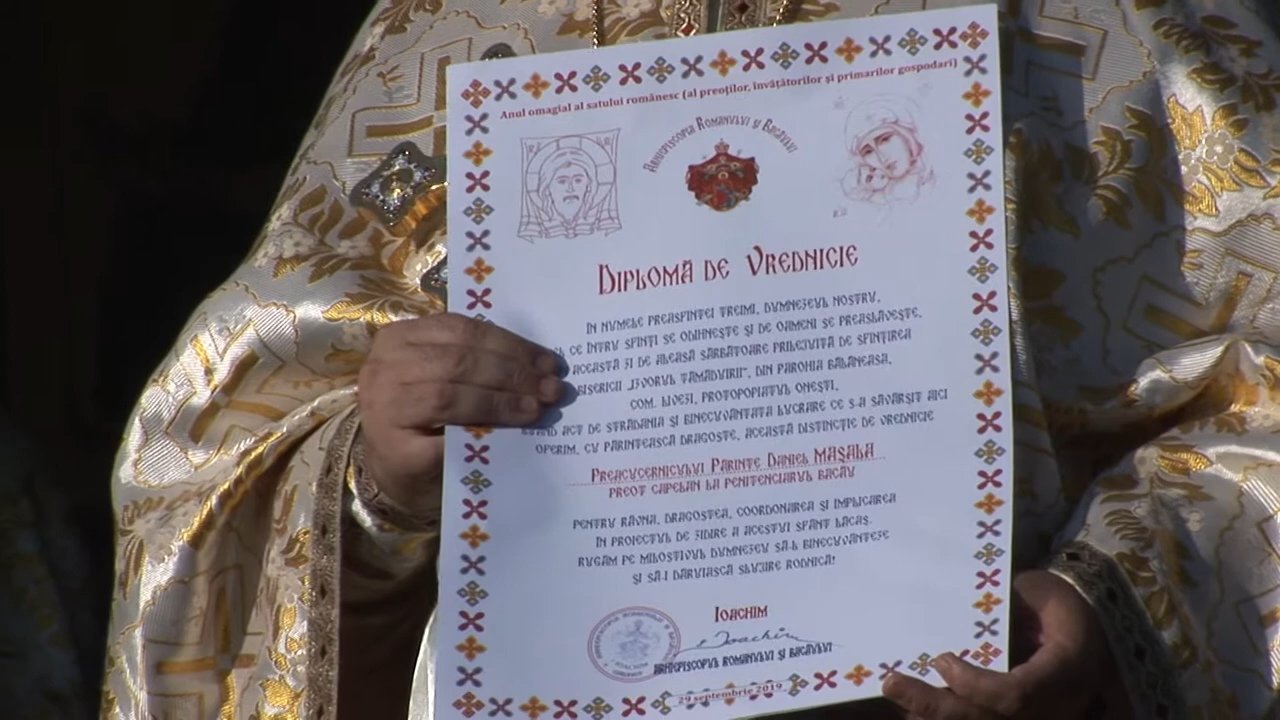 Anul omagial al satului românesc (al preoților, învățătorilor și primarilor gospodari)
Arhiepiscopia Romanului și Bacăului
Diplomă de Vrednicie
În numele Preasfintei Treimi, Dumnezeul nostru,
ce întru sfinți se odihnește și de oameni se preaslăvește,
această zi de aleasă sărbătoare prilejuită de sfințirea
bisericii „Izvorul Tămăduirii”, din parohia Bălăneasa,
com. Livezi, Protopopiatul Onești,
act de strădania și binecuvântata lucrare ce s-a săvârșit aici
oferim, cu părintească dragoste, această distincție de vrednicie
Preacucernicului Părinte Daniel MAȘALA
preot capelan la Penitenciarul Bacău
pentru râvna, dragostea, coordonarea și implicarea
în proiectul de zidire a acestui sfânt lăcaș.
Rugăm pe Milostivul Dumnezeu să-l binecuvânteze
și să-i dăruiască slujire rodnică!
Ioachim
Arhiepiscopul Romanului și Bacăului
29 septembrie 2019